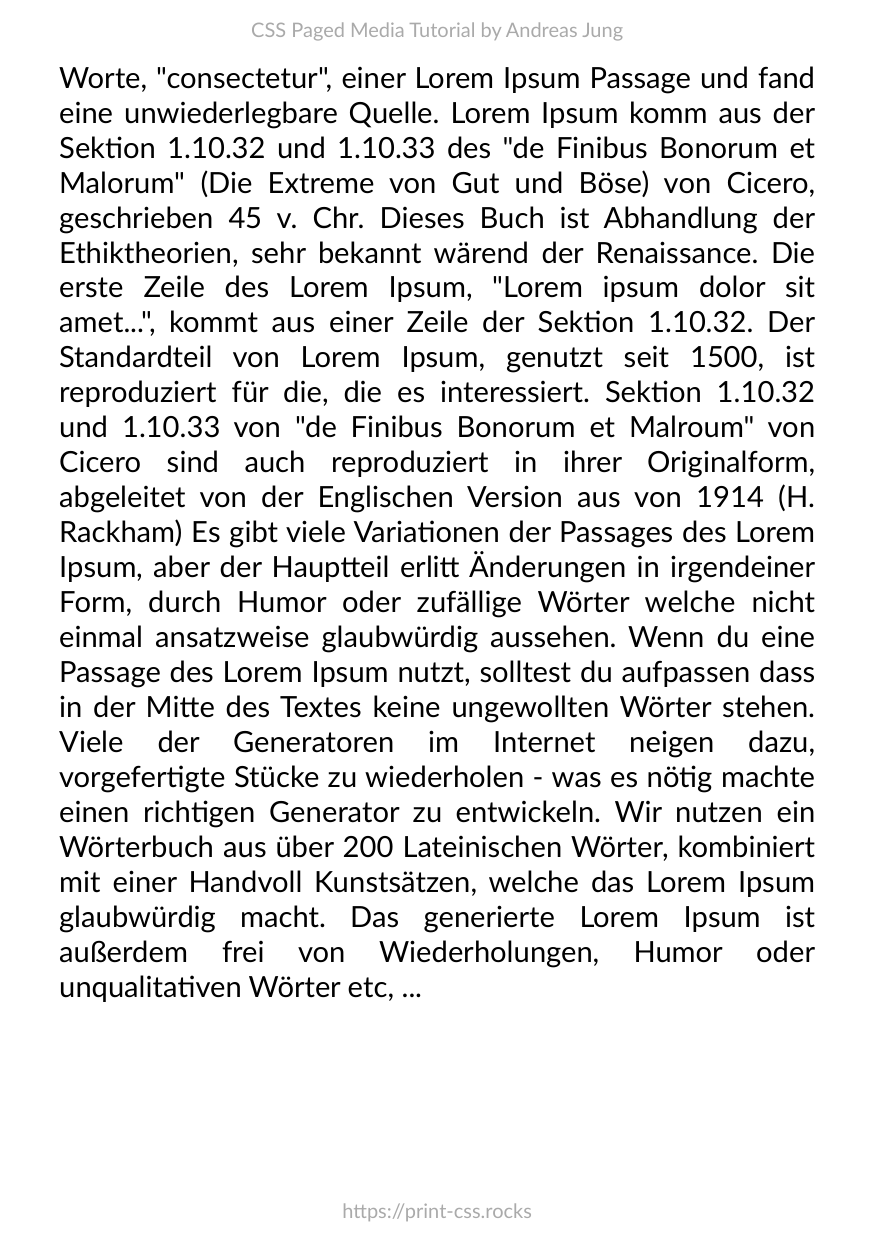 CSS Paged Media Tutorial by Andreas Jung
Worte, "consectetur", einer Lorem Ipsum Passage und fand
eine unwiederlegbare Quelle. Lorem Ipsum komm aus der
Sektion 1.10.32 und 1.10.33 des "de Finibus Bonorum et
Malorum" (Die Extreme von Gut und Böse) von Cicero,
geschrieben 45 v. Chr. Dieses Buch ist Abhandlung der
Ethiktheorien, sehr bekannt wärend der Renaissance. Die
erste Zeile des Lorem Ipsum, "Lorem ipsum dolor sit
amet...", kommt aus einer Zeile der Sektion 1.10.32. Der
Standardteil von Lorem Ipsum, genutzt seit 1500, ist
reproduziert für die, die es interessiert. Sektion 1.10.32
und 1.10.33 von "de Finibus Bonorum et Malroum" von
Cicero sind auch reproduziert in ihrer Originalform,
abgeleitet von der Englischen Version aus von 1914 (H.
Rackham) Es gibt viele Variationen der Passages des Lorem
Ipsum, aber der Hauptteil erlitt Änderungen in irgendeiner
Form, durch Humor oder zufällige Wörter welche nicht
einmal ansatzweise glaubwürdig aussehen. Wenn du eine
Passage des Lorem Ipsum nutzt, solltest du aufpassen dass
in der Mitte des Textes keine ungewollten Wörter stehen.
Viele der Generatoren im Internet neigen dazu,
vorgefertigte Stücke zu wiederholen - was es nötig machte
einen richtigen Generator zu entwickeln. Wir nutzen ein
Wörterbuch aus über 200 Lateinischen Wörter, kombiniert
mit einer Handvoll Kunstsätzen, welche das Lorem Ipsum
glaubwürdig macht. Das generierte Lorem Ipsum ist
außerdem frei von Wiederholungen, Humor oder
unqualitativen Wörter etc, ...
https://print-css.rocks